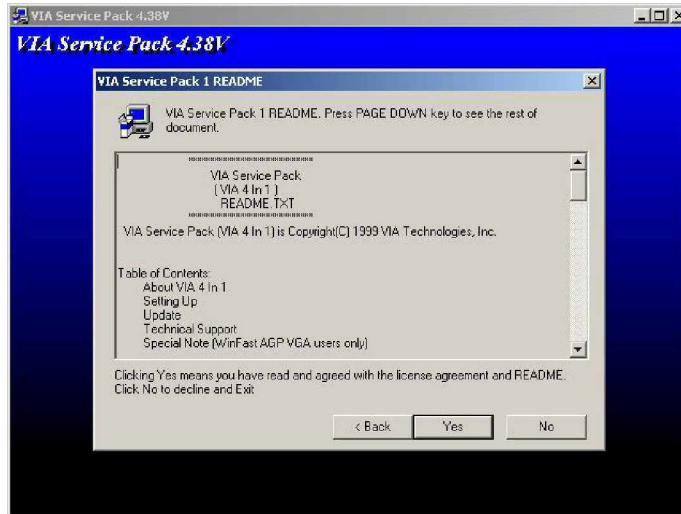 VIA Service Pack 4.38V
VIA Service Pack 4.38V
VIA Service Pack 1 README
VIA Service Pack 1 README. Press PAGE DOWN key to see the rest of
document.
VIA Service Pack
( VIA 4 In 1 )
README.TXT
VIA Service Pack (VIA 4 In 1) is Copyright(C) 1999 VIA Technologies, Inc.
Table of Contents:
About VIA 4 In 1
Setting Up
Update
Technical Support
Special Note (WinFast AGP VGA users only)
Clicking Yes means you have read and agreed with the license agreement and README.
Click No to decline and Exit
< Back
Yes
No